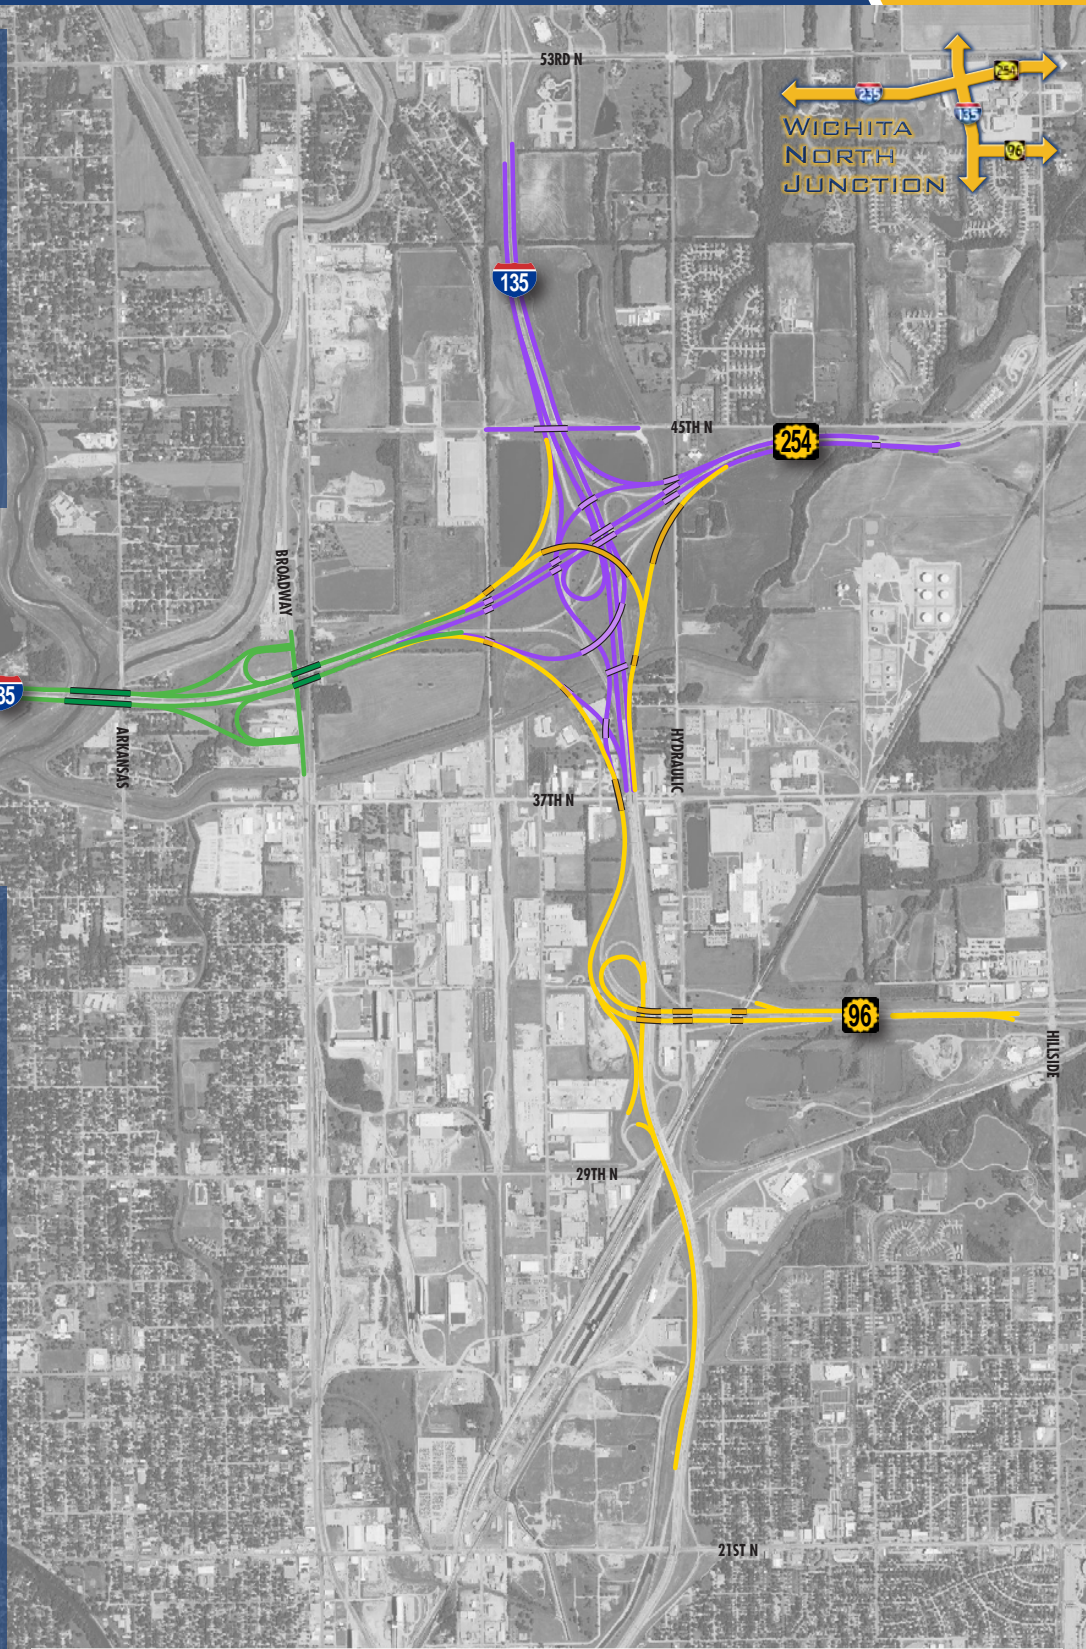 53RD N
254
235
135
WICHITA
NORTH
JUNCTION
96
135
45TH N
254
BROADWAY
35
ARKANSAS
HYDRAULIC
37TH N
96
HILLSIDE
29TH N
21ST N